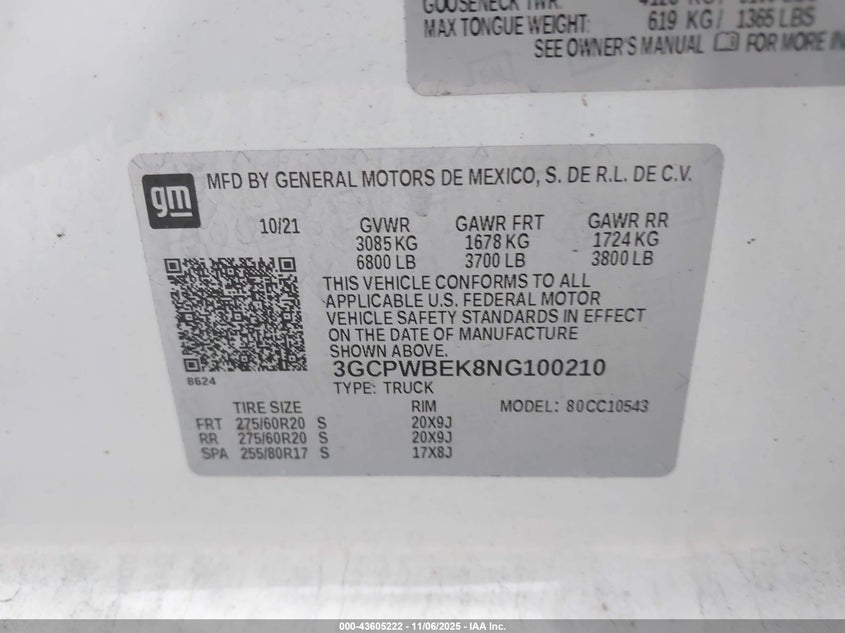 GOOSENECK TWR:
MAX TONGUE WEIGHT: 619 KG/ 1365 LBS
SEE OWNER'S MANUAL FOR MORE IN
gm
MFD BY GENERAL MOTORS DE MEXICO, S. DE R.L. DE C.V.
10/21 GVWR GAWR FRT GAWR RR
3085 KG 1678 KG 1724 KG
6800 LB 3700 LB 3800 LB
THIS VEHICLE CONFORMS TO ALL
APPLICABLE U.S. FEDERAL MOTOR
VEHICLE SAFETY STANDARDS IN EFFECT
ON THE DATE OF MANUFACTURE
SHOWN ABOVE.
8624
3GCPWBEK8NG100210
TYPE: TRUCK
TIRE SIZE RIM MODEL: 80CC10543
FRT 275/60R20 S 20X9J
RR 275/60R20 S 20X9J
SPA 255/80R17 S 17X8J
000-43605222 - 11/06/2025 - IAA Inc.